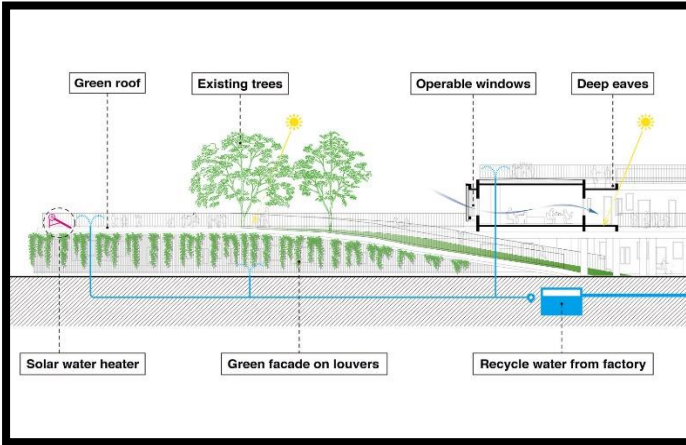 Green roof
Existing trees
Operable windows
Deep eaves
Solar water heater
Green facade on louvers
Recycle water from factory